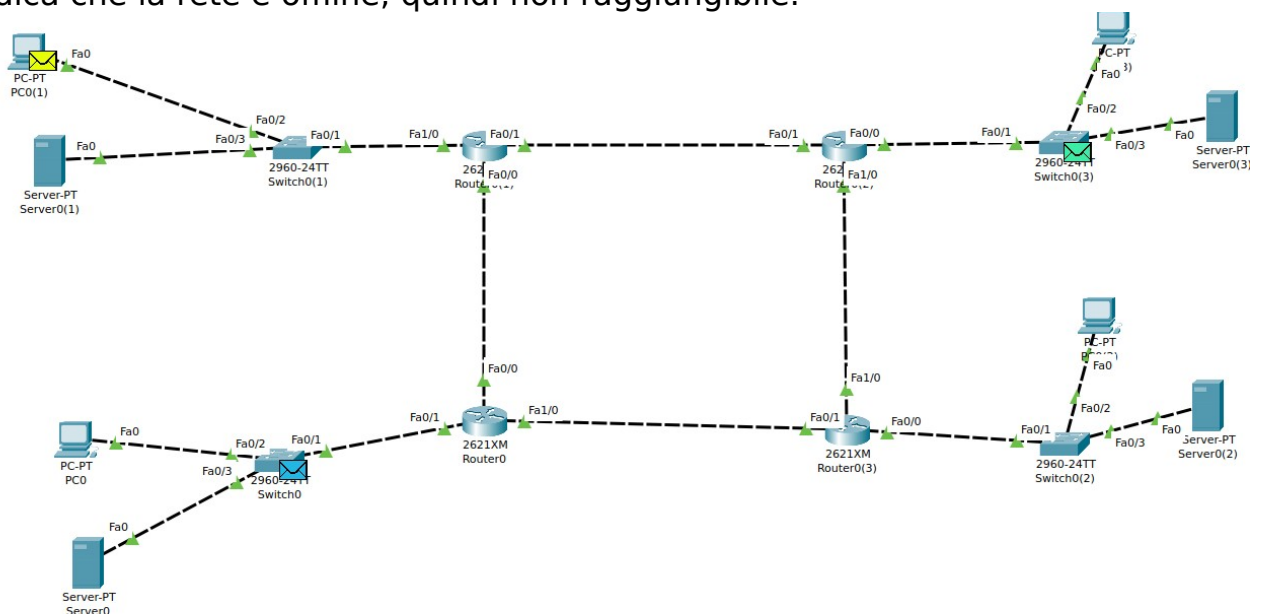 che la rete è offline, quindi non raggiungibile.
Fa0
PC-PT
PC0(1)
Fa0/2
Fa0
Fa0/3
Fa0/1
Server-PT
Server0(1)
2960-24TT
Switch0(1)
Fa1/0
Fa0/1
Fa0/0
Fa0/1
Fa0/0
Fa1/0
Fa0
Fa0/2
Fa0/1
Fa0/3
Fa0
2960-24TT
Switch0(3)
Server-PT
Server0(3)
Fa0/0
Fa0/1
Fa1/0
2621XM
Router0
Fa1/0
Fa0/1
Fa0/0
2621XM
Router0(3)
PC-PT
Fa0
Fa0/2
Fa0/1
Fa0/3
Fa0
2960-24TT
Switch0(2)
Server-PT
Server0(2)
Fa0
PC-PT
PC0
Fa0/2
Fa0/1
Fa0/3
2960-24TT
Switch0
Fa0
Server-PT
Server0